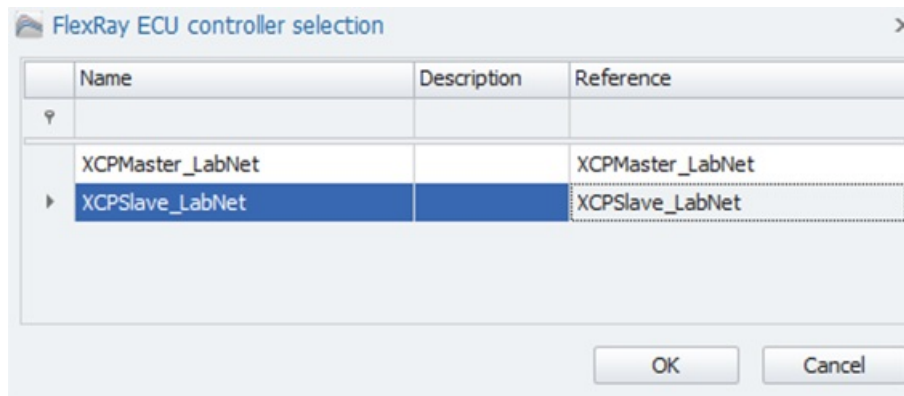 FlexRay ECU controller selection
Name Description Reference
XCPMaster_LabNet XCPMaster_LabNet
XCPSlave_LabNet XCPSlave_LabNet
OK Cancel